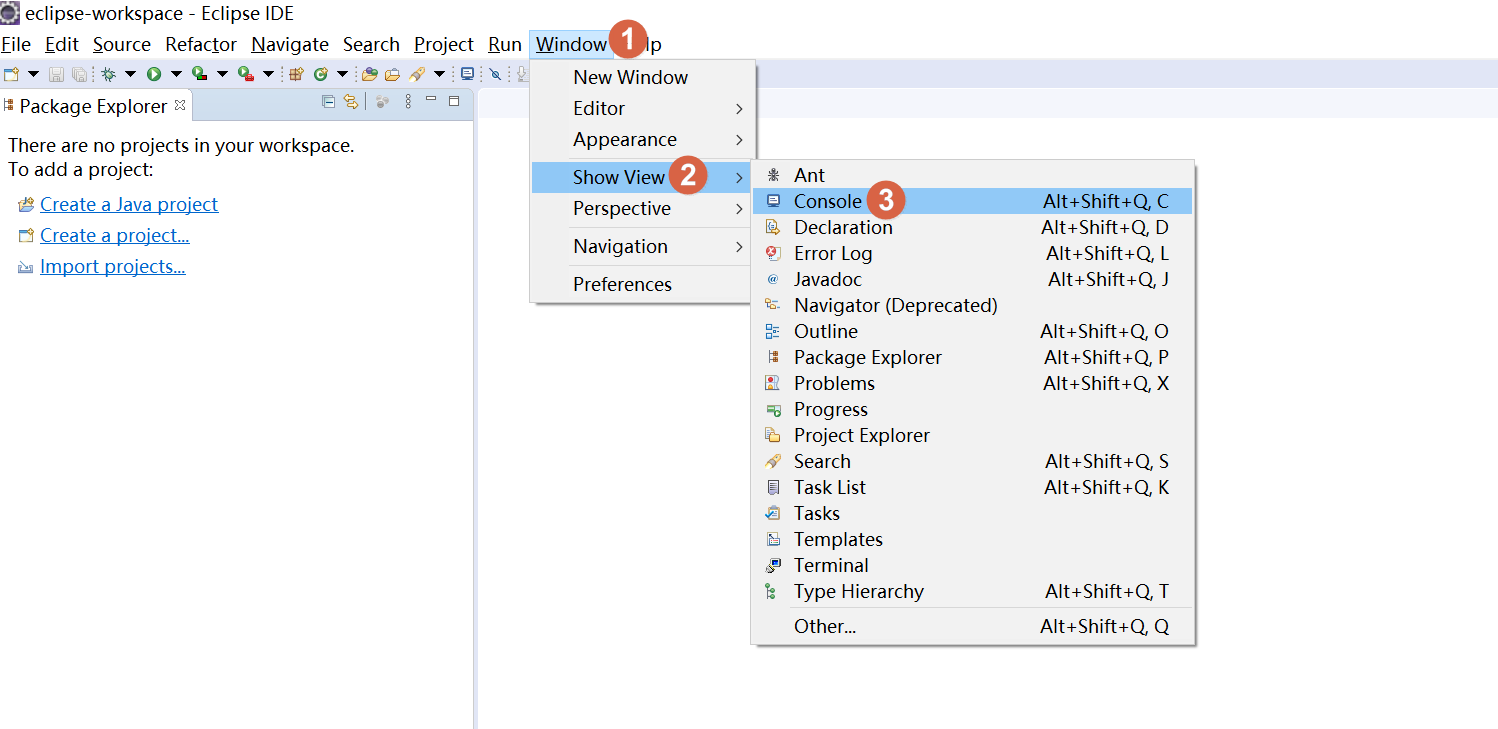 eclipse-workspace - Eclipse IDE
File Edit Source Refactor Navigate Search Project Run Window 1 lp
Package Explorer
There are no projects in your workspace.
To add a project:
Create a Java project
Create a project...
Import projects...
New Window
Editor
Appearance
Show View 2
Perspective
Navigation
Preferences
Ant
Console 3 Alt+Shift+Q, C
Declaration Alt+Shift+Q, D
Error Log Alt+Shift+Q, L
Javadoc Alt+Shift+Q, J
Navigator (Deprecated)
Outline Alt+Shift+Q, O
Package Explorer Alt+Shift+Q, P
Problems Alt+Shift+Q, X
Progress
Project Explorer
Search Alt+Shift+Q, S
Task List Alt+Shift+Q, K
Tasks
Templates
Terminal
Type Hierarchy Alt+Shift+Q, T
Other... Alt+Shift+Q, Q